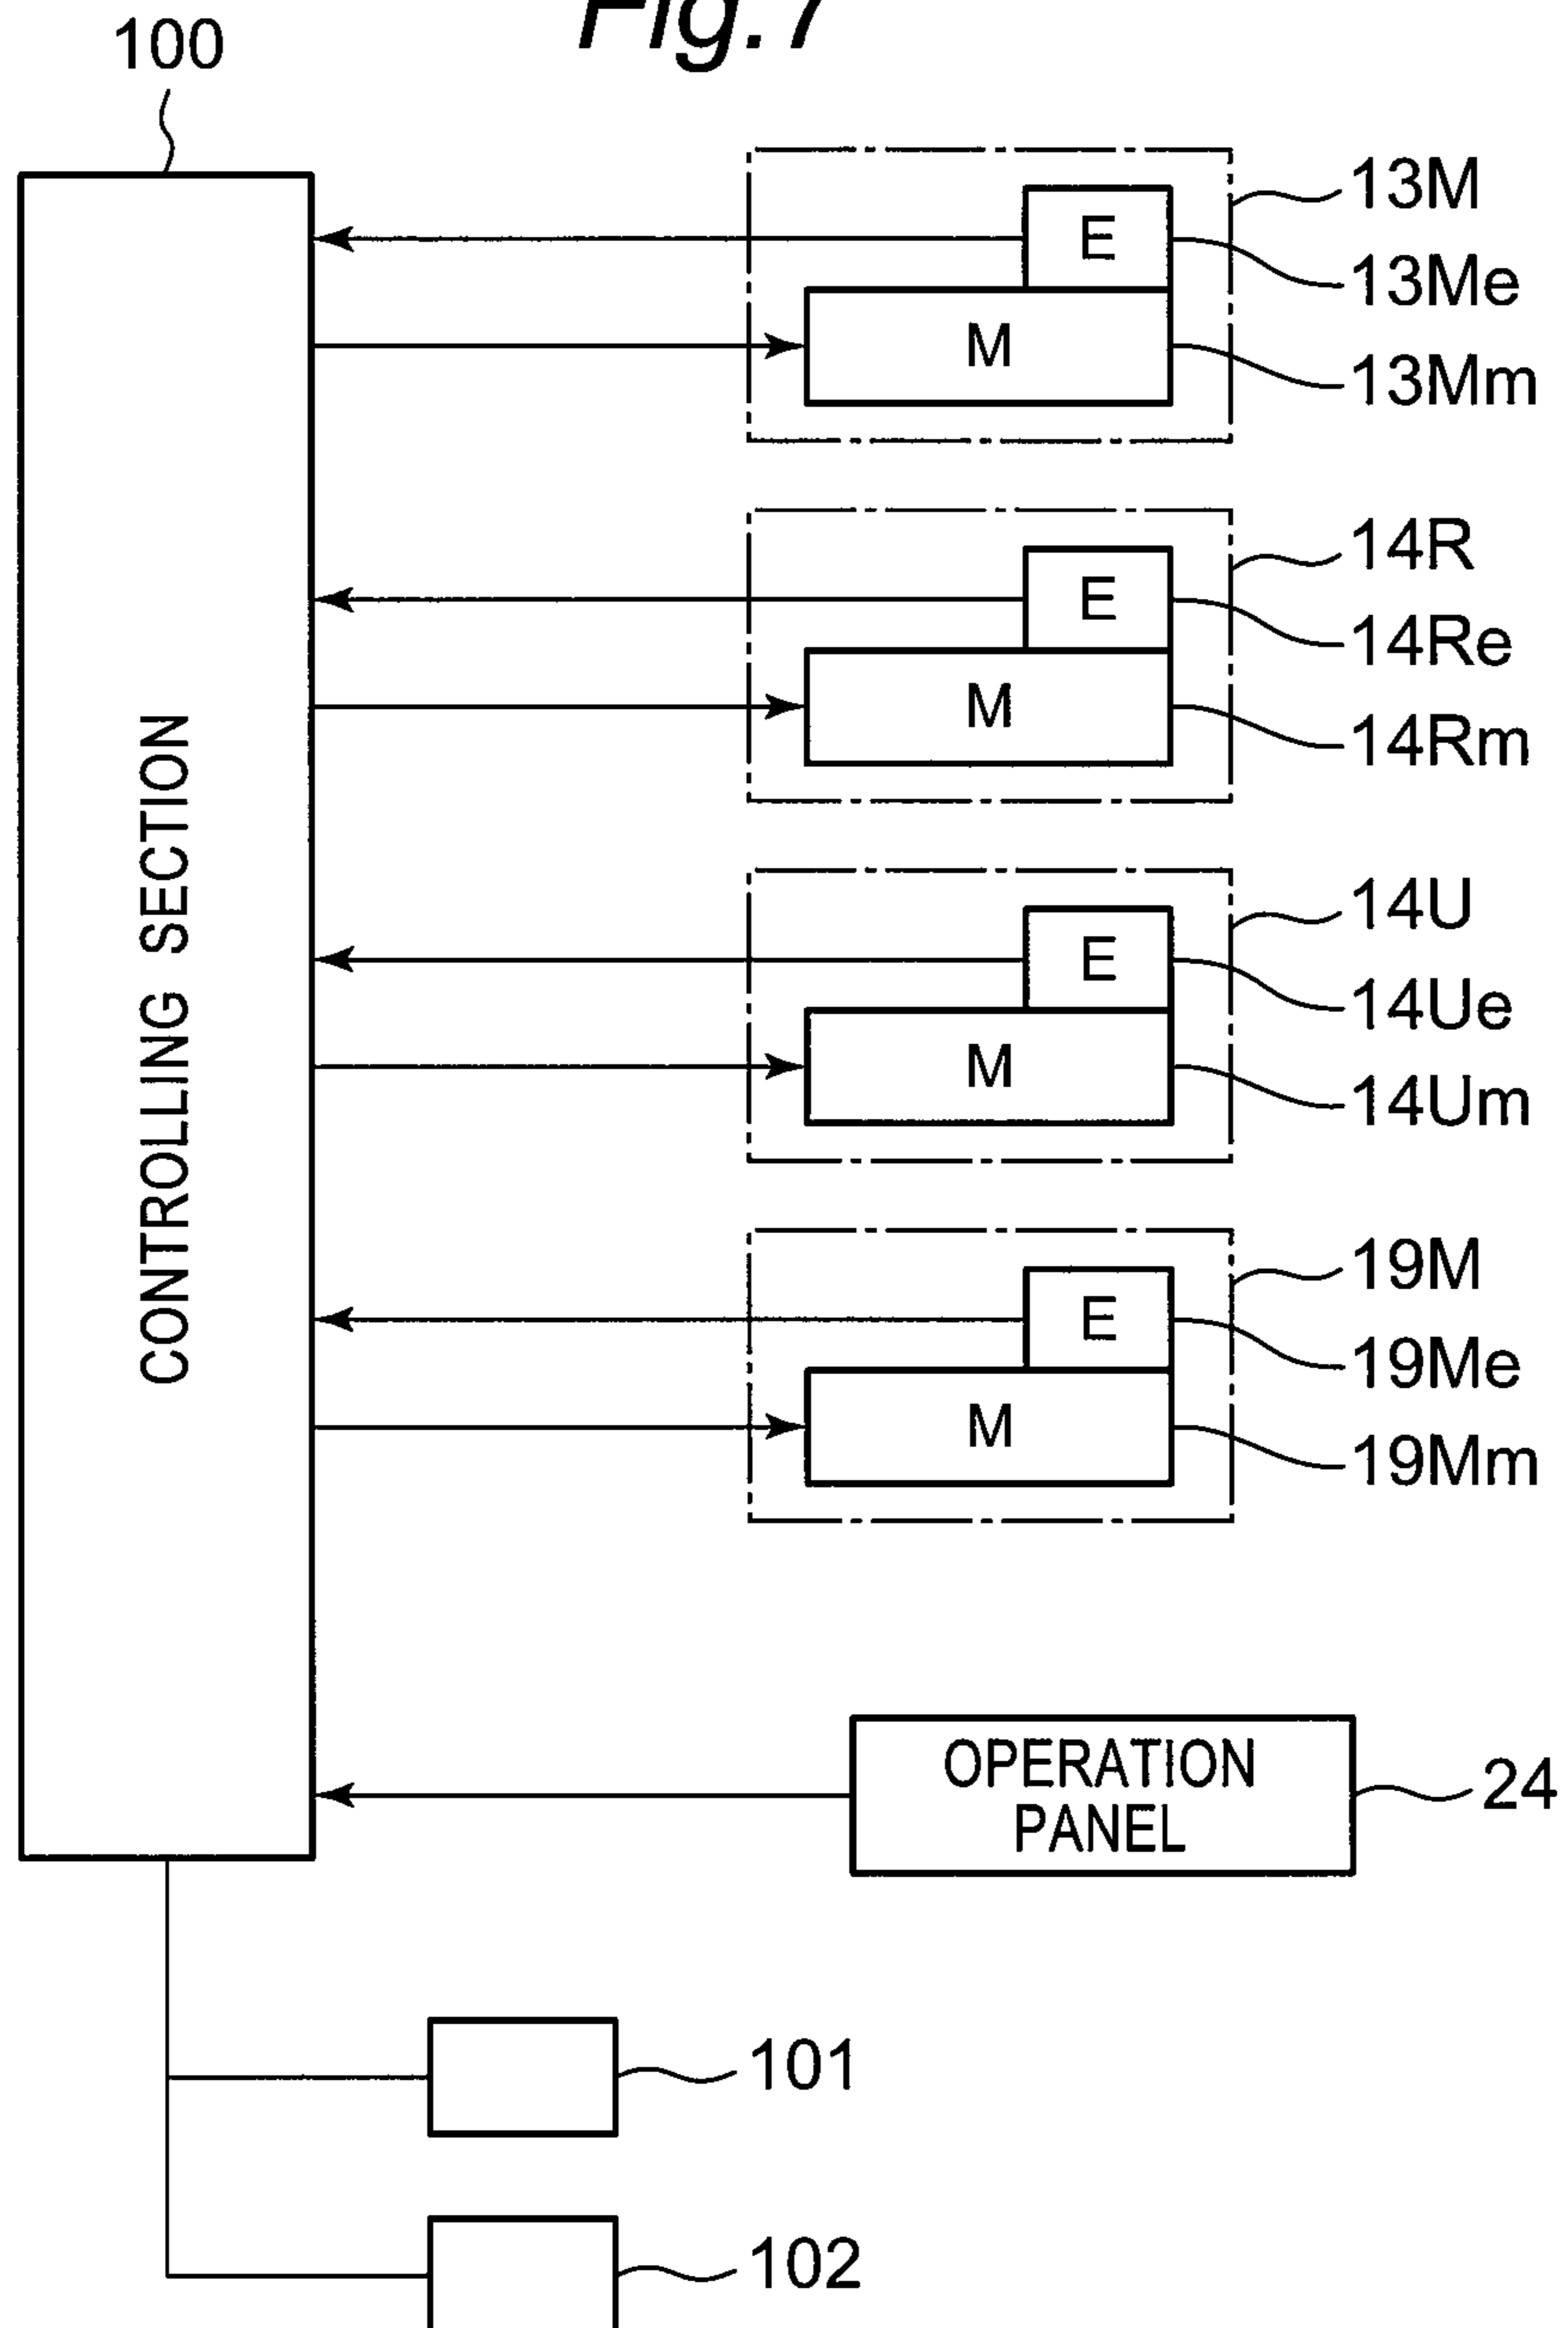 Fig.7
100
13M
E
13Me
M
13Mm
14R
E
14Re
M
14Rm
14U
E
14Ue
M
14Um
19M
E
19Me
M
19Mm
CONTROLLING SECTION
OPERATION
PANEL
24
101
102